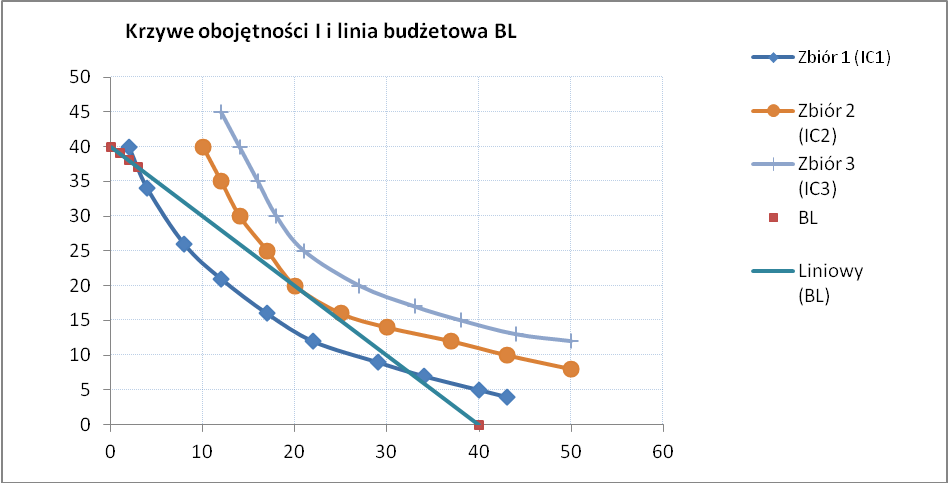 Krzywe obojętności I i linia budżetowa BL
50
45
40
35
30
25
20
15
10
5
0
0 10 20 30 40 50 60
Zbiór 1 (IC1)
Zbiór 2
(IC2)
Zbiór 3
(IC3)
BL
Liniowy
(BL)